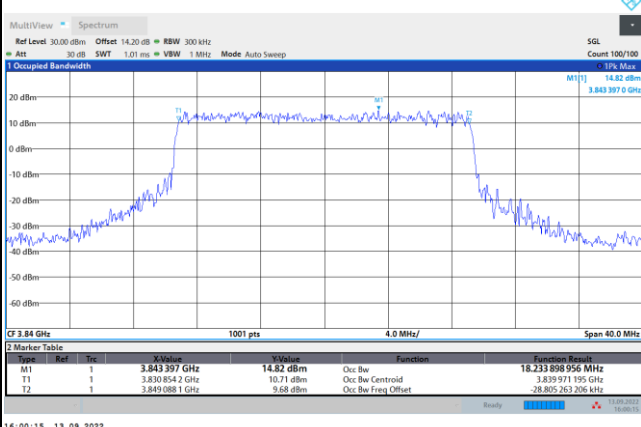 MultiView Spectrum
Ref Level 30.00 dBm Offset 14.20 dB RBW 300 kHz SGL
Att 30 dB SWT 1.01 ms VBW 1 MHz Mode Auto Sweep Count 100/100
1 Occupied Bandwidth 1Pk Max
M1[1] 14.82 dBm
3.843 397 0 GHz
20 dBm
M1
T1
T2
10 dBm
0 dBm
-10 dBm
-20 dBm
-30 dBm
-40 dBm
-50 dBm
-60 dBm
CF 3.84 GHz 1001 pts 4.0 MHz/ Span 40.0 MHz
2 Marker Table
Type Ref Trc X-Value Y-Value Function Function Result
M1 1 3.843 397 GHz 14.82 dBm Occ Bw 18.233 898 956 MHz
T1 1 3.830 854 2 GHz 10.71 dBm Occ Bw Centroid 3.839 971 195 GHz
T2 1 3.849 088 1 GHz 9.68 dBm Occ Bw Freq Offset -28.805 263 206 kHz
Ready 13.09.2022
16:00:15
16:00:15 13.09.2022